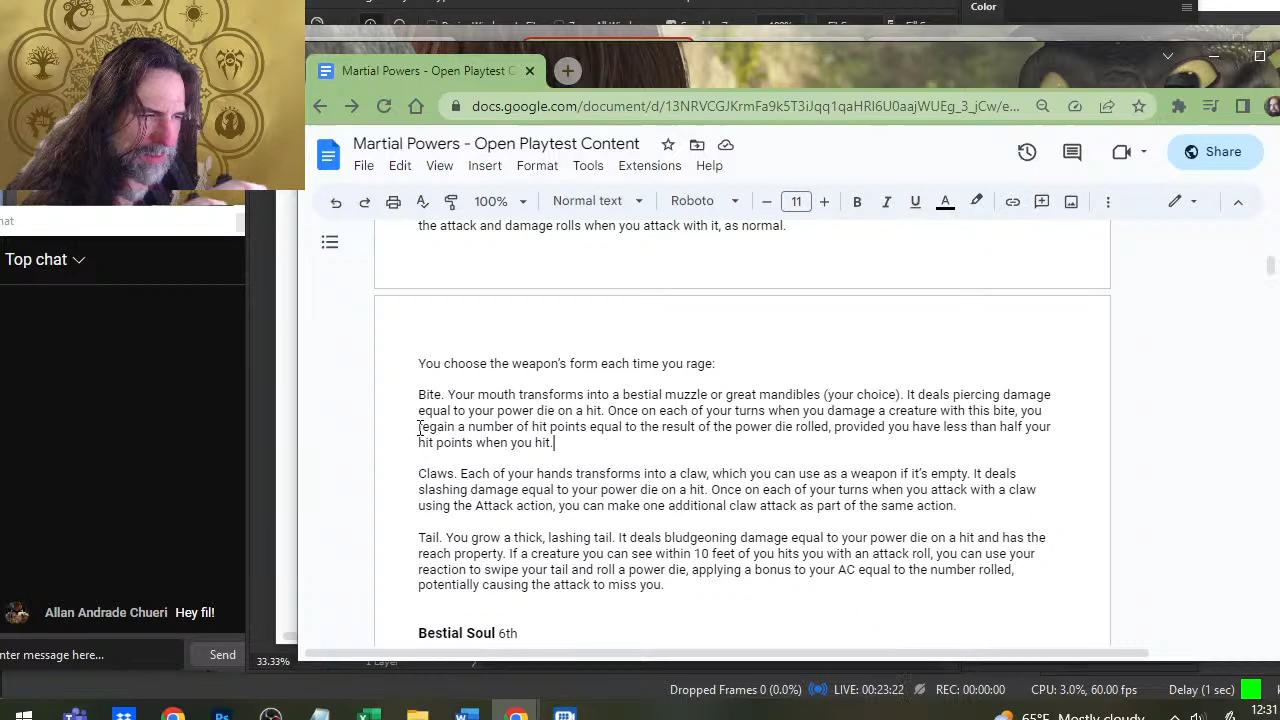 Color
Martial Powers - Open Playtest C
docs.google.com/document/d/13NRVCGJKrmFa9k5T3iJqq1qaHRI6U0aajWUEg_3_jCw/e...
Martial Powers - Open Playtest Content
File Edit View Insert Format Tools Extensions Help
Share
100% Normal text Roboto 11 B I U A
hat
Top chat
the attack and damage rolls when you attack with it, as normal.
You choose the weapon's form each time you rage:
Bite. Your mouth transforms into a bestial muzzle or great mandibles (your choice). It deals piercing damage
equal to your power die on a hit. Once on each of your turns when you damage a creature with this bite, you
regain a number of hit points equal to the result of the power die rolled, provided you have less than half your
hit points when you hit.
Claws. Each of your hands transforms into a claw, which you can use as a weapon if it's empty. It deals
slashing damage equal to your power die on a hit. Once on each of your turns when you attack with a claw
using the Attack action, you can make one additional claw attack as part of the same action.
Tail. You grow a thick, lashing tail. It deals bludgeoning damage equal to your power die on a hit and has the
reach property. If a creature you can see within 10 feet of you hits you with an attack roll, you can use your
reaction to swipe your tail and roll a power die, applying a bonus to your AC equal to the number rolled,
potentially causing the attack to miss you.
Bestial Soul 6th
Allan Andrade Chueri Hey fil!
nter message here...
Send
33.33%
1 Layer
Dropped Frames 0 (0.0%) LIVE: 00:23:22 REC: 00:00:00 CPU: 3.0%, 60.00 fps Delay (1 sec)
65°F Mostly cloudy
12:31